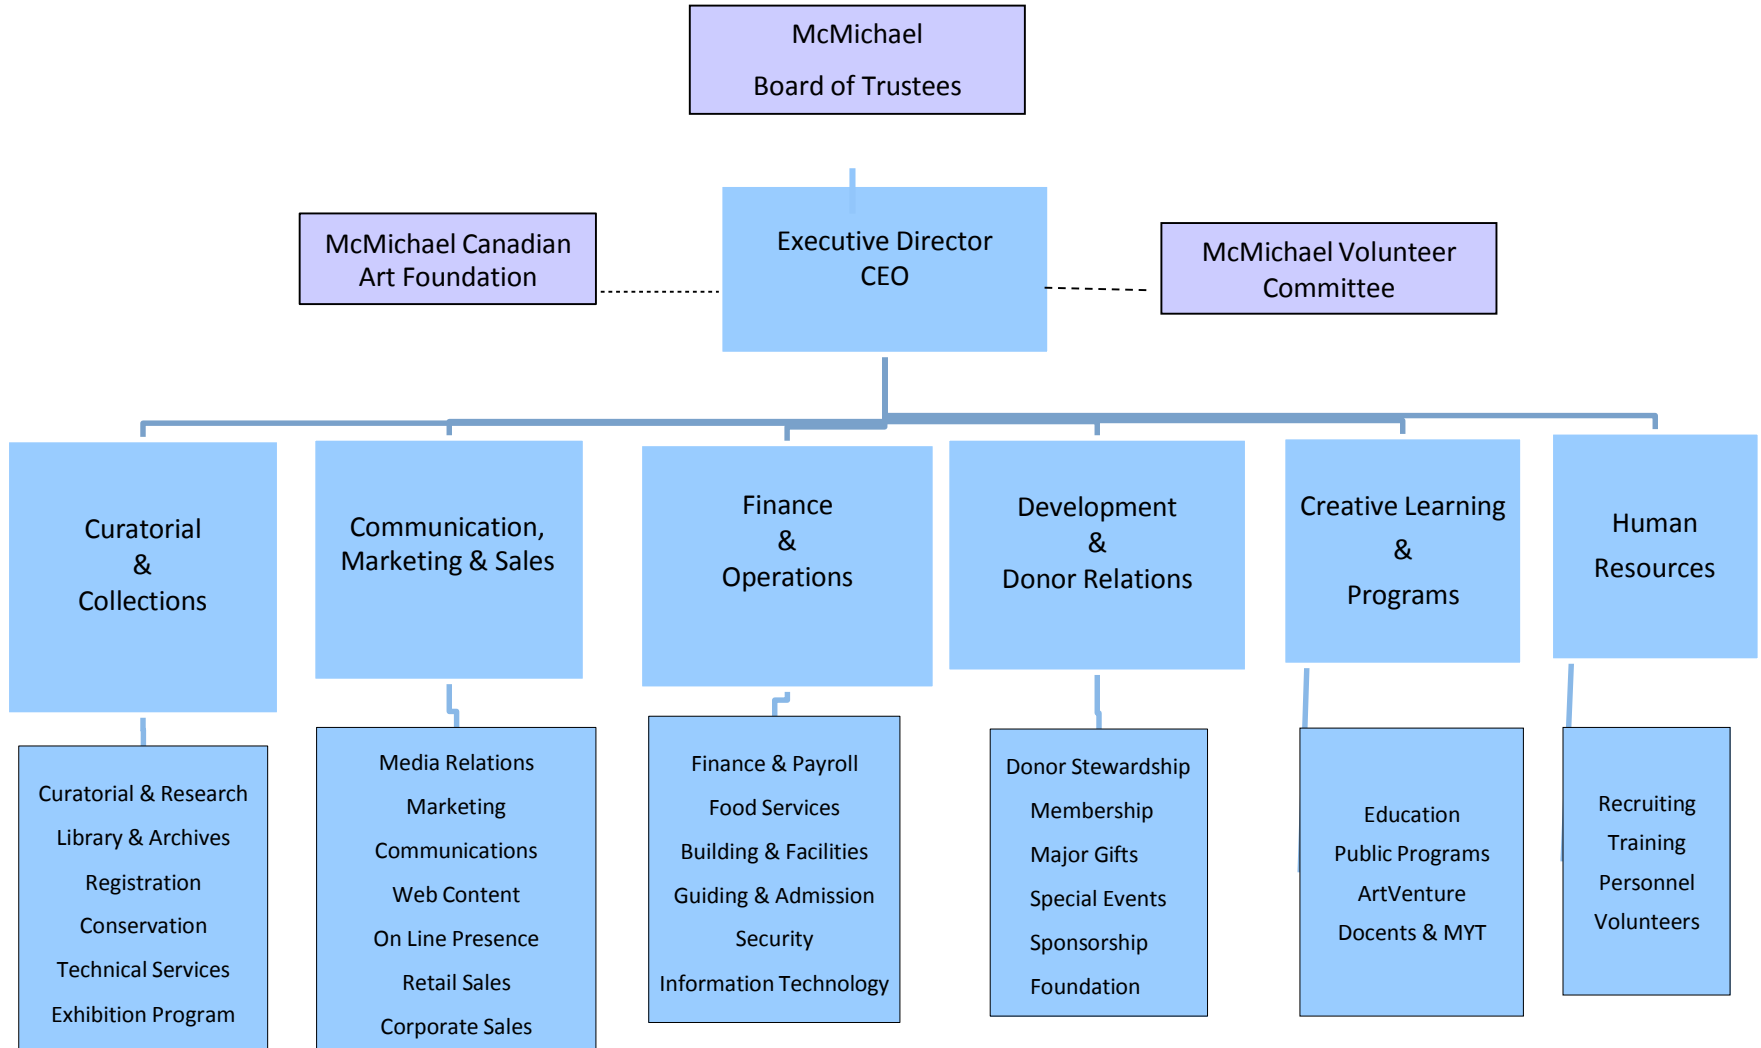 McMichael
Board of Trustees
McMichael Canadian
Art Foundation
Executive Director
CEO
McMichael Volunteer
Committee
Curatorial
&
Collections
Communication,
Marketing & Sales
Finance
&
Operations
Development
&
Donor Relations
Creative Learning
&
Programs
Human
Resources
Curatorial & Research
Library & Archives
Registration
Conservation
Technical Services
Exhibition Program
Media Relations
Marketing
Communications
Web Content
On Line Presence
Retail Sales
Corporate Sales
Finance & Payroll
Food Services
Building & Facilities
Guiding & Admission
Security
Information Technology
Donor Stewardship
Membership
Major Gifts
Special Events
Sponsorship
Foundation
Education
Public Programs
ArtVenture
Docents & MYT
Recruiting
Training
Personnel
Volunteers